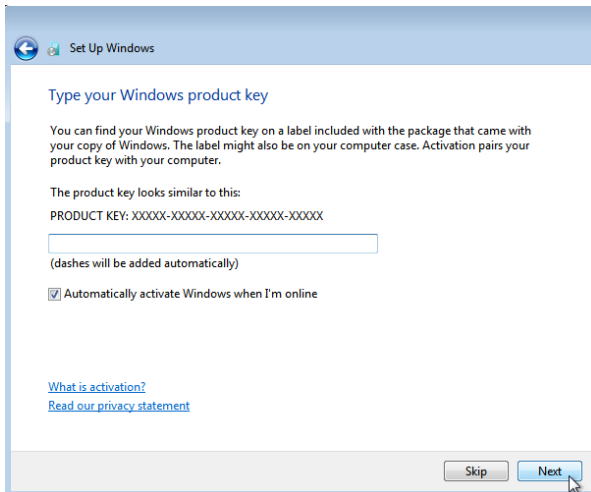 Set Up Windows
Type your Windows product key
You can find your Windows product key on a label included with the package that came with
your copy of Windows. The label might also be on your computer case. Activation pairs your
product key with your computer.
The product key looks similar to this:
PRODUCT KEY: XXXXX-XXXXX-XXXXX-XXXXX-XXXXX
(dashes will be added automatically)
Automatically activate Windows when I'm online
What is activation?
Read our privacy statement
Skip Next